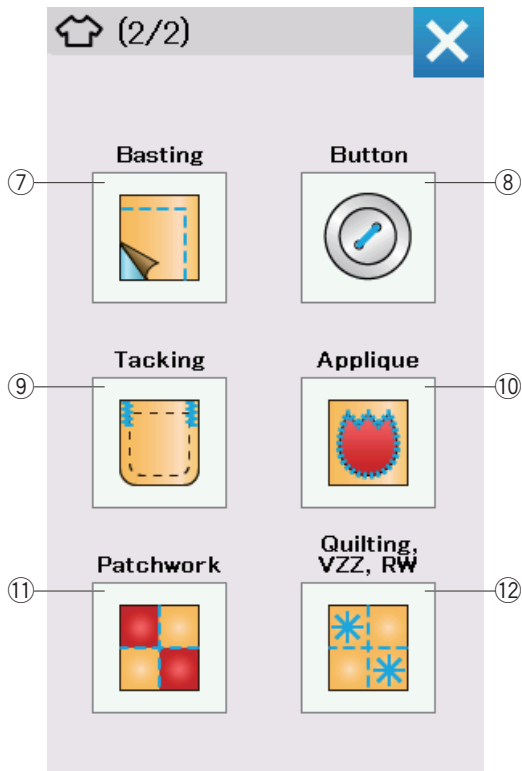 (2/2)
Basting
Button
⑦
⑧
Tacking
Applique
⑨
⑩
Patchwork
Quilting,
VZZ, RW
⑪
⑫